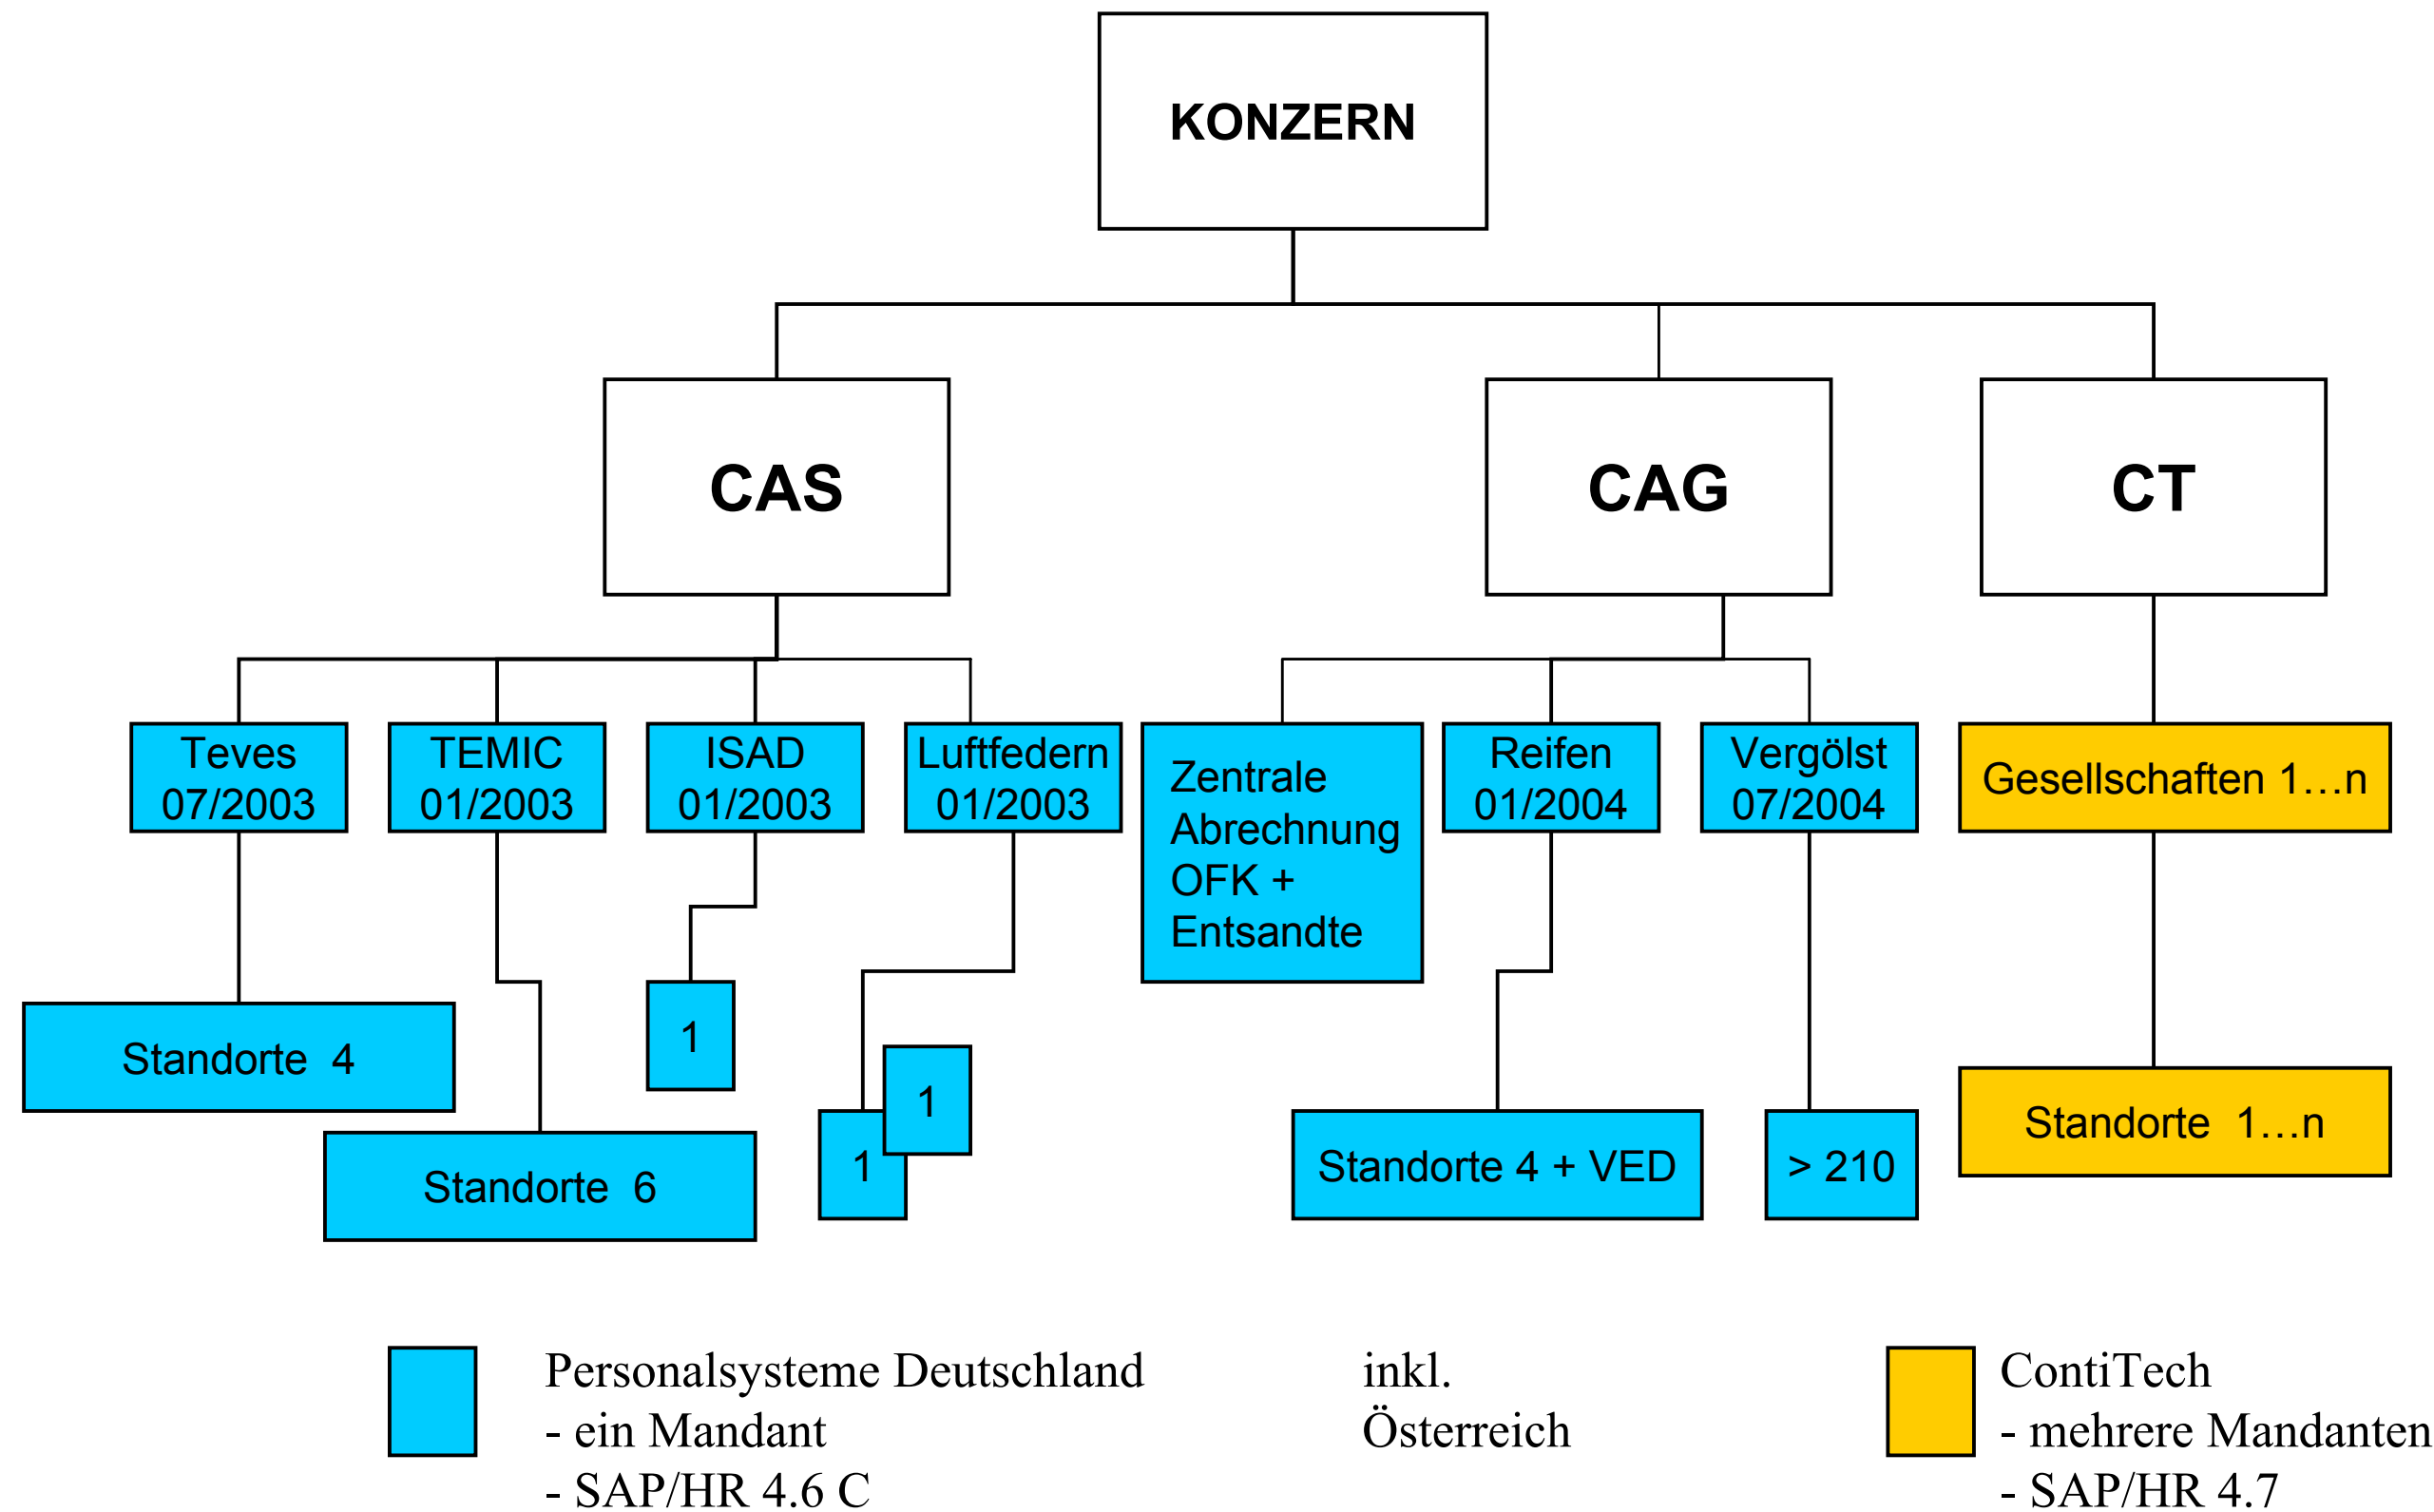 KONZERN
CAS
CAG
CT
Teves
07/2003
TEMIC
01/2003
ISAD
01/2003
Luftfedern
01/2003
Zentrale
Abrechnung
OFK +
Entsandte
Reifen
01/2004
Vergölst
07/2004
Gesellschaften 1…n
Standorte 4
Standorte 6
1
1
1
Standorte 4 + VED
> 210
Standorte 1…n
Personalsysteme Deutschland
- ein Mandant
- SAP/HR 4.6 C
inkl.
Österreich
ContiTech
- mehrere Mandanten
- SAP/HR 4.7